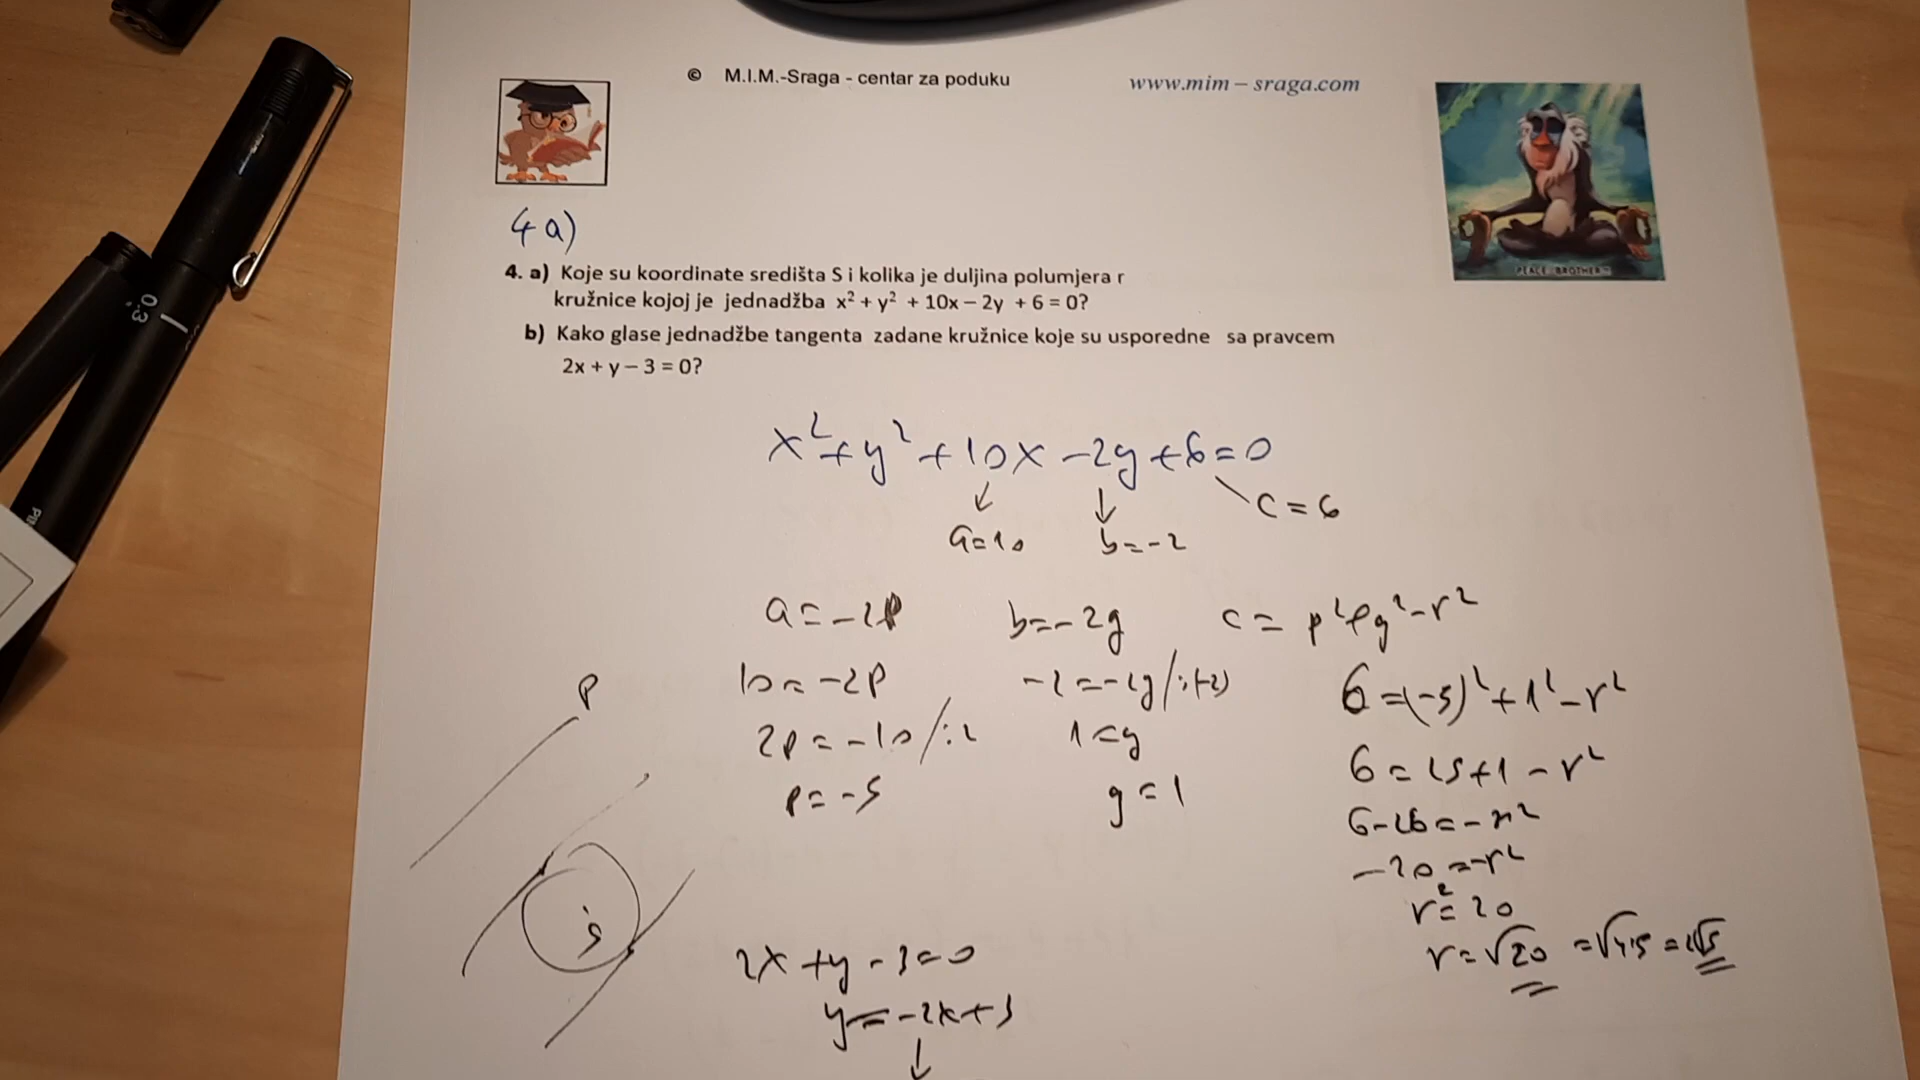 © M.I.M.-Sraga - centar za poduku
www.mim – sraga.com
PEACE BROTHER
4 a)
4. a) Koje su koordinate središta S i kolika je duljina polumjera r
kružnice kojoj je jednadžba x² + y² + 10x – 2y + 6 = 0?
b) Kako glase jednadžbe tangenta zadane kružnice koje su usporedne sa pravcem
2x + y – 3 = 0?
0.3
x² + y² + 10x - 2y + 6 = 0
a = 10 b = -2 c = 6
a = -2p b = -2q c = p² + q² - r²
10 = -2p -2 = -2q /:(-2) 6 = (-5)² + 1² - r²
2p = -10 /:2 1 = q 6 = 25 + 1 - r²
p = -5 q = 1 6 - 26 = -r²
-20 = -r²
r² = 20
r = √20 = √4·5 = 2√5
P
S
2x + y - 3 = 0
y = -2x + 3